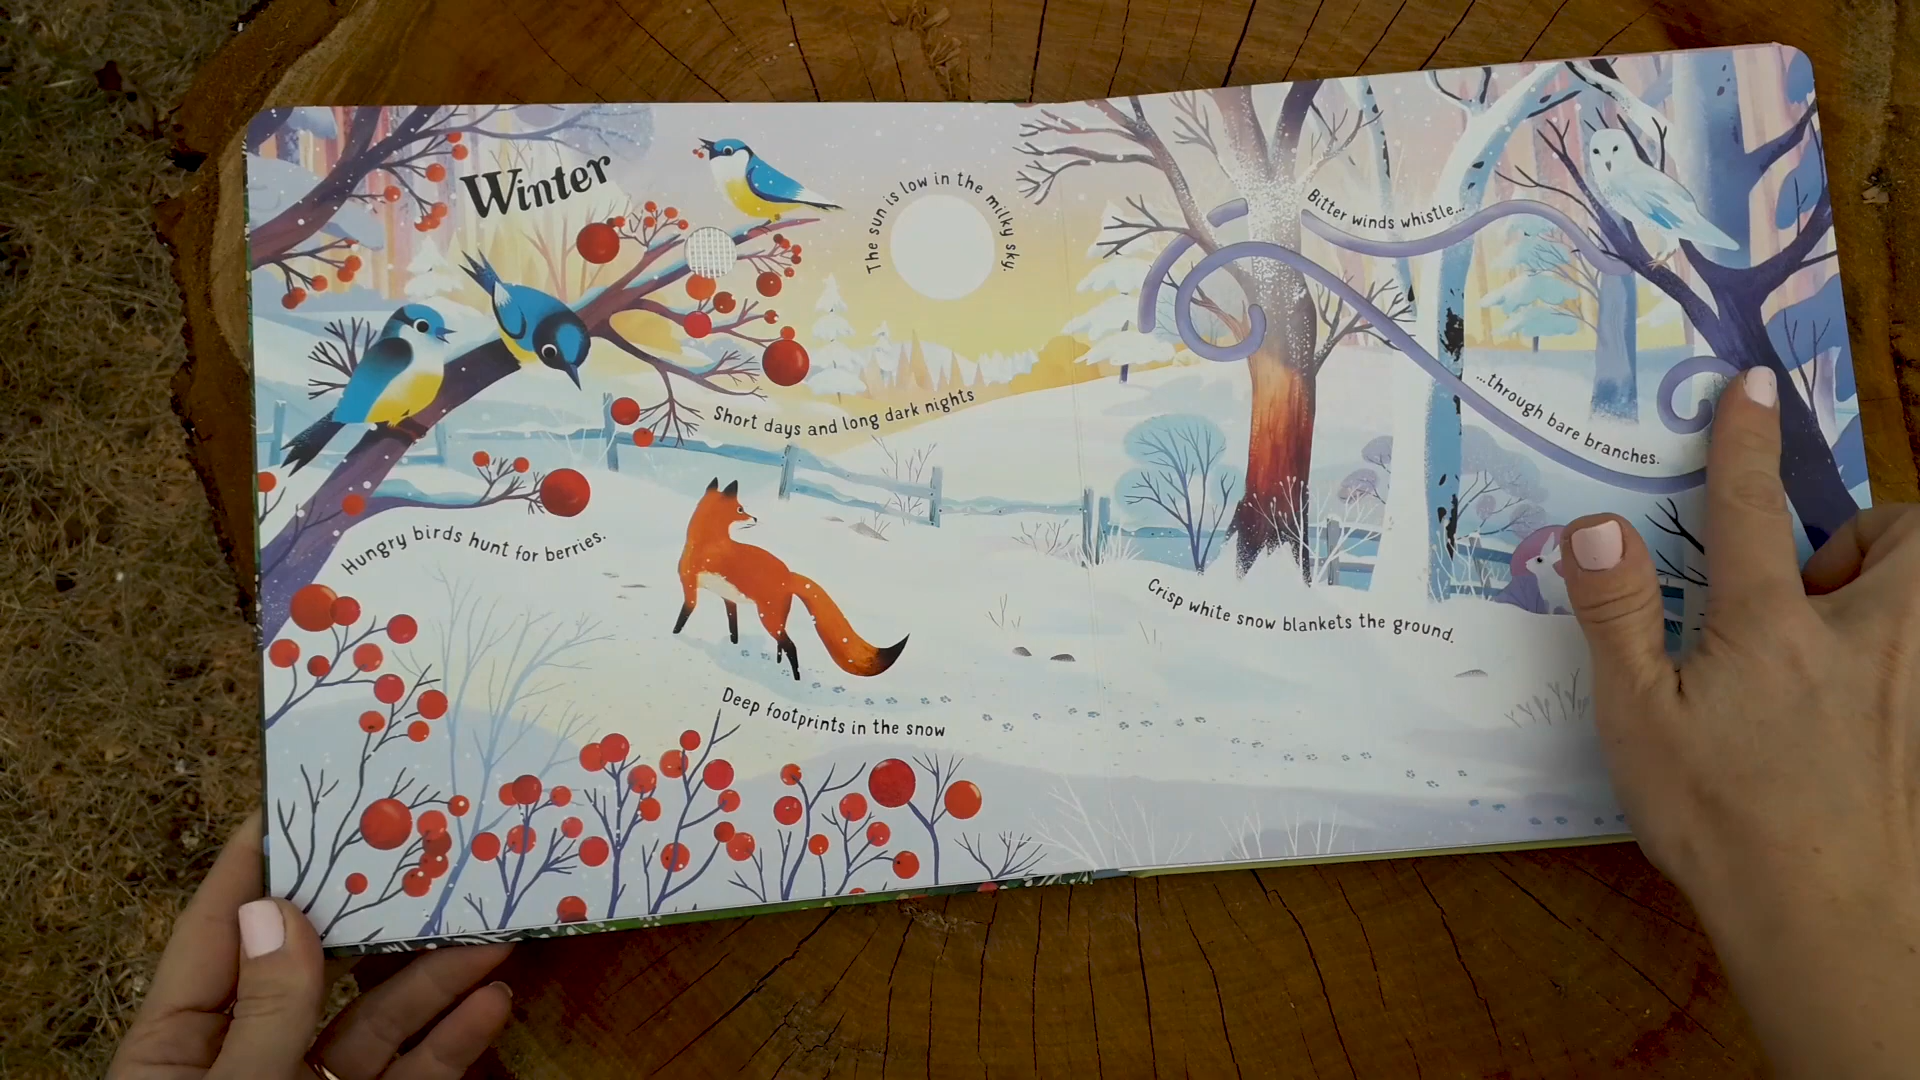 Winter
The sun is low in the milky sky.
Short days and long dark nights
Hungry birds hunt for berries.
Deep footprints in the snow
Bitter winds whistle...
...through bare branches.
Crisp white snow blankets the ground.